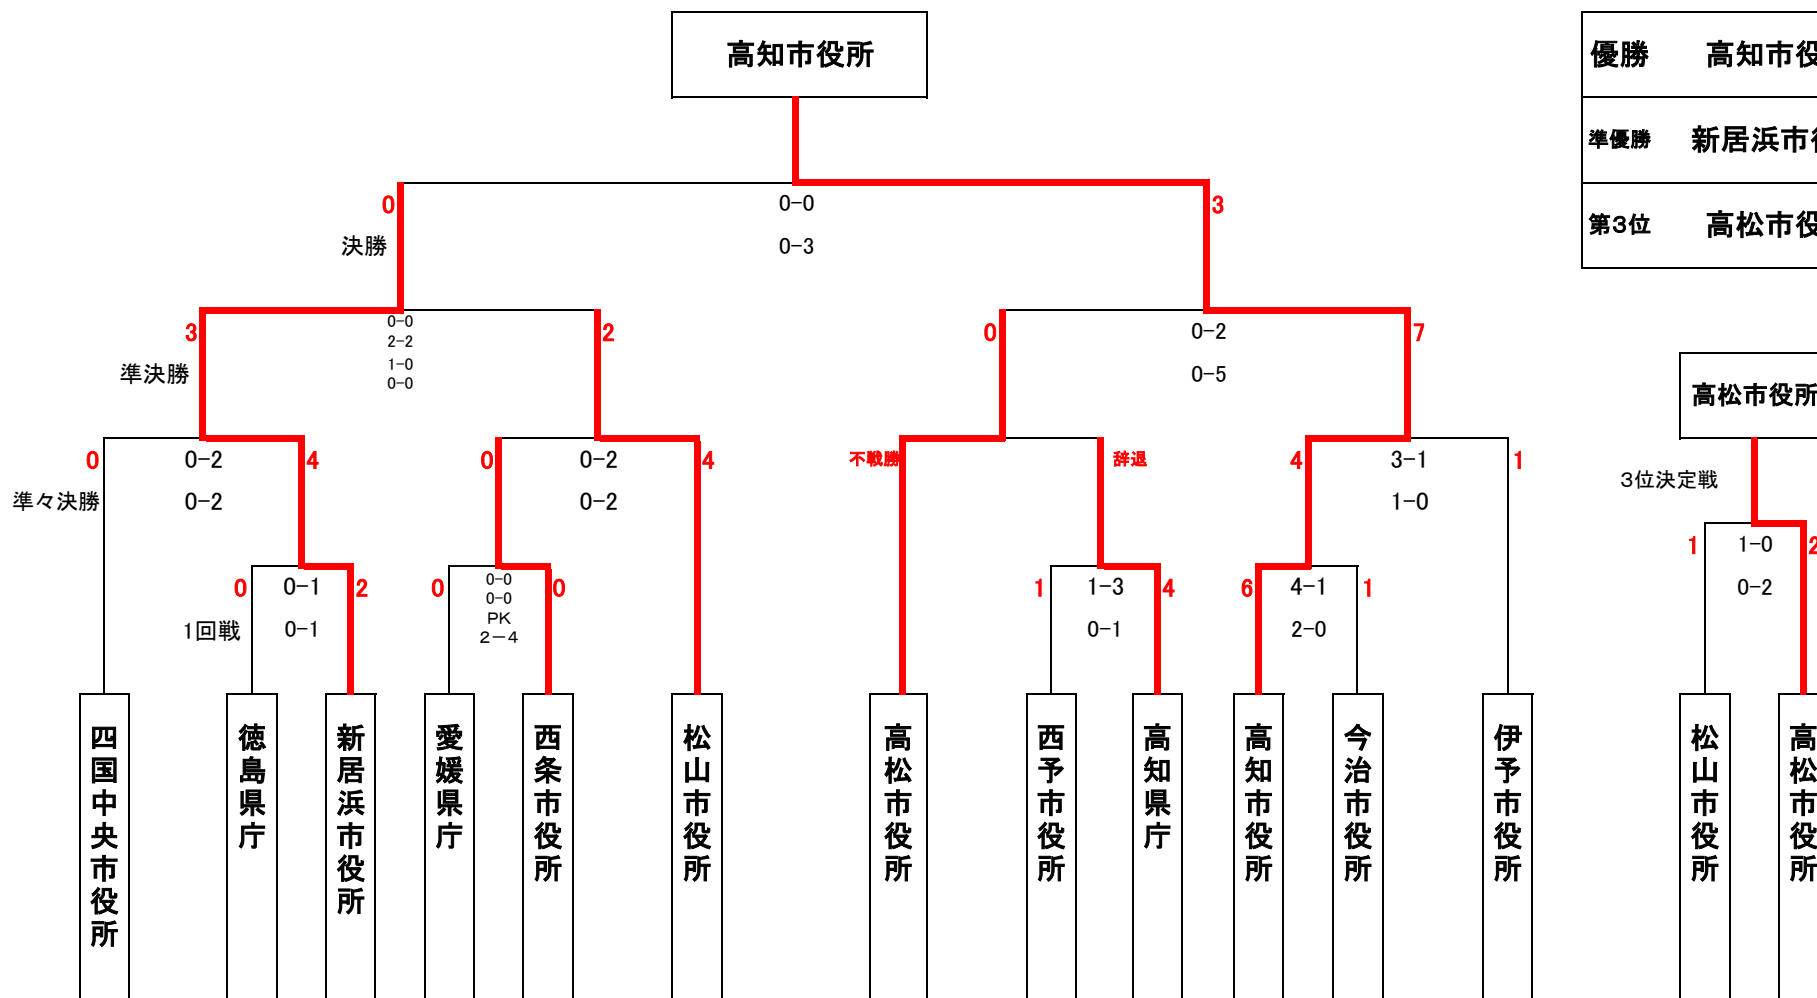 高知市役所
優勝 高知市役
準優勝 新居浜市
第3位 高松市役
0
0-0
3
決勝
0-3
3
0-0
2
2-2
1-0
0-0
準決勝
0
0-2
7
0-5
高松市役所
0
0-2
4
準々決勝
0-2
0
0-2
4
0-2
不戦勝
辞退
4
3-1
1
1-0
3位決定戦
1
1-0
2
0-2
0
0-1
2
1回戦
0-1
0
0-0
0
0-0
PK
2-4
1
1-3
4
0-1
6
4-1
1
2-0
四国中央市役所
徳島県庁
新居浜市役所
愛媛県庁
西条市役所
松山市役所
高松市役所
西予市役所
高知県庁
高知市役所
今治市役所
伊予市役所
松山市役所
高松市役所